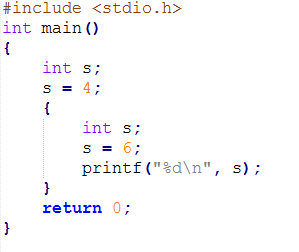 #include <stdio.h>
int main()
{
    int s;
    s = 4;
    {
        int s;
        s = 6;
        printf("%d\n", s);
    }
    return 0;
}